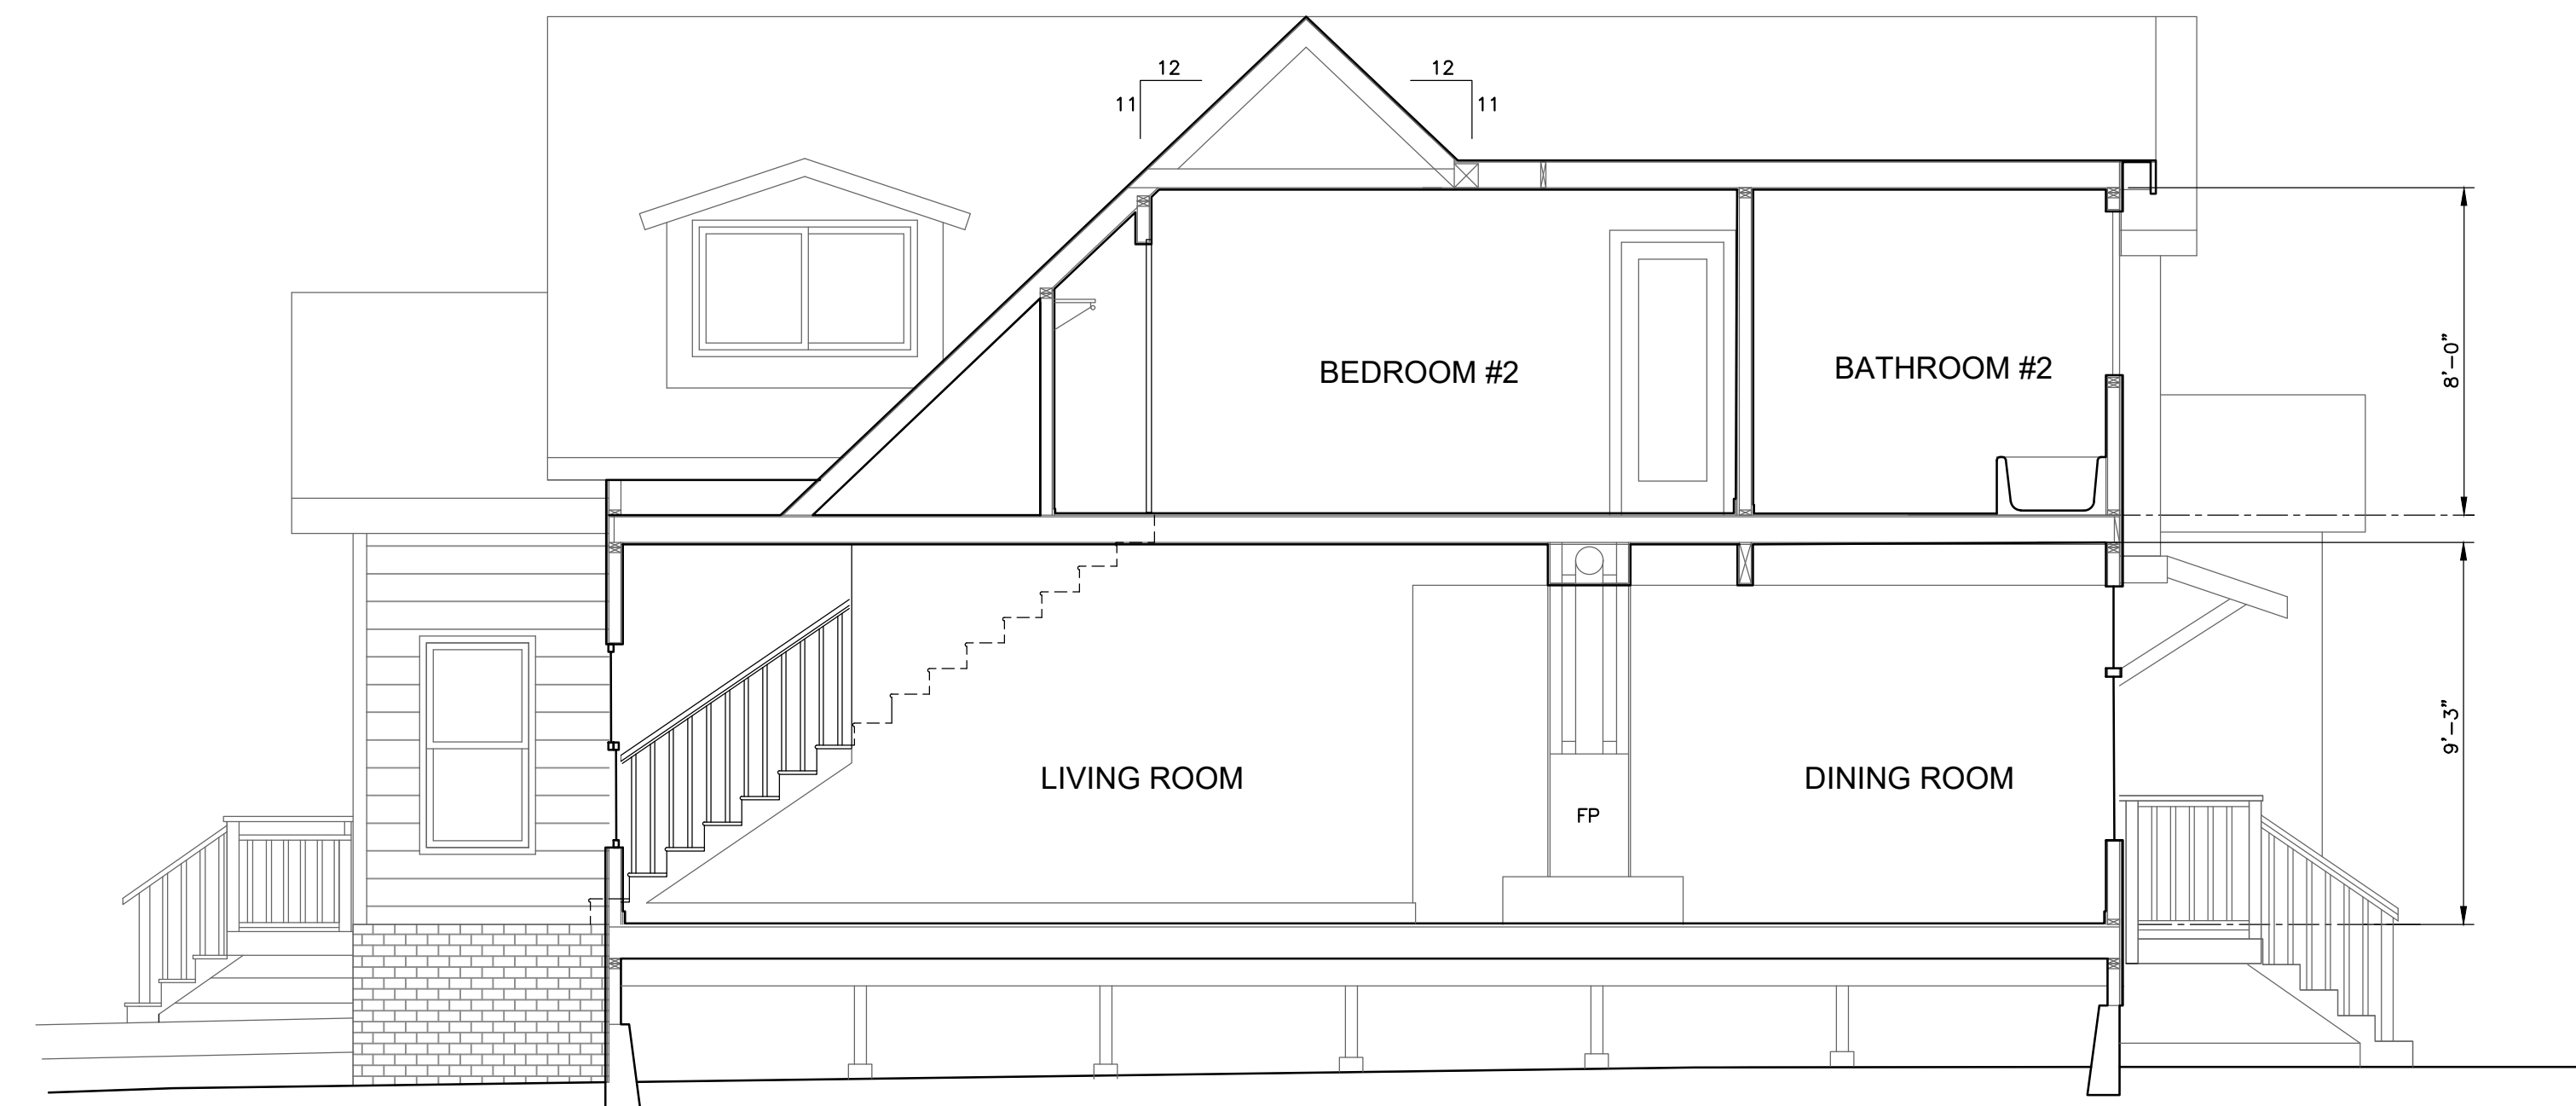 12
12
11
11
BEDROOM #2
BATHROOM #2
8'-0"
LIVING ROOM
DINING ROOM
9'-3"
FP